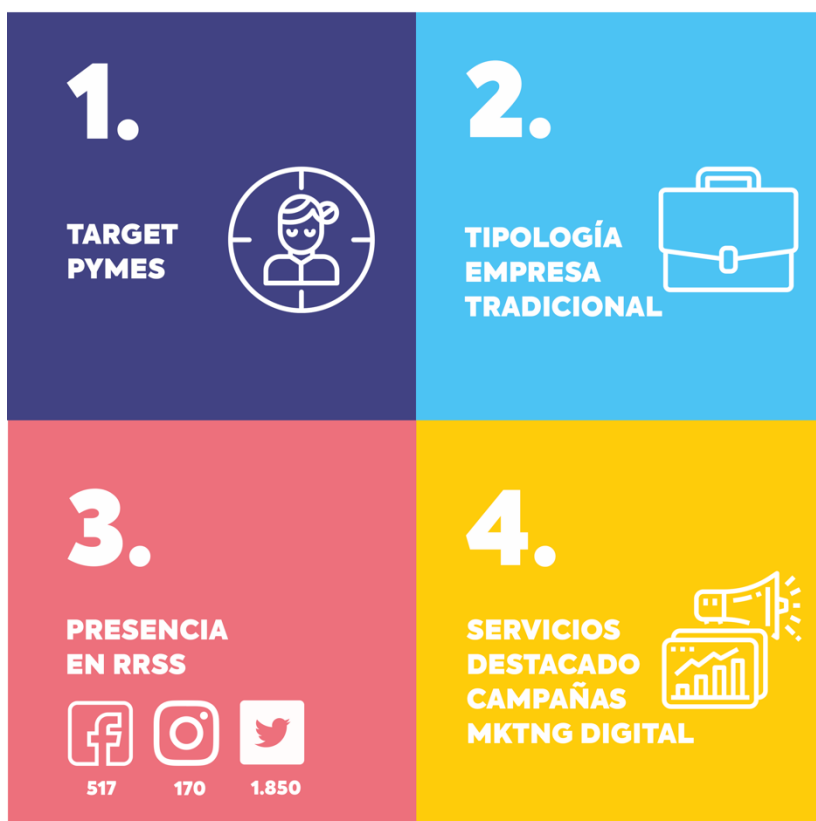 1.
TARGET
PYMES
2.
TIPOLOGÍA
EMPRESA
TRADICIONAL
3.
PRESENCIA
EN RRSS
517 170 1.850
4.
SERVICIOS
DESTACADO
CAMPAÑAS
MKTNG DIGITAL